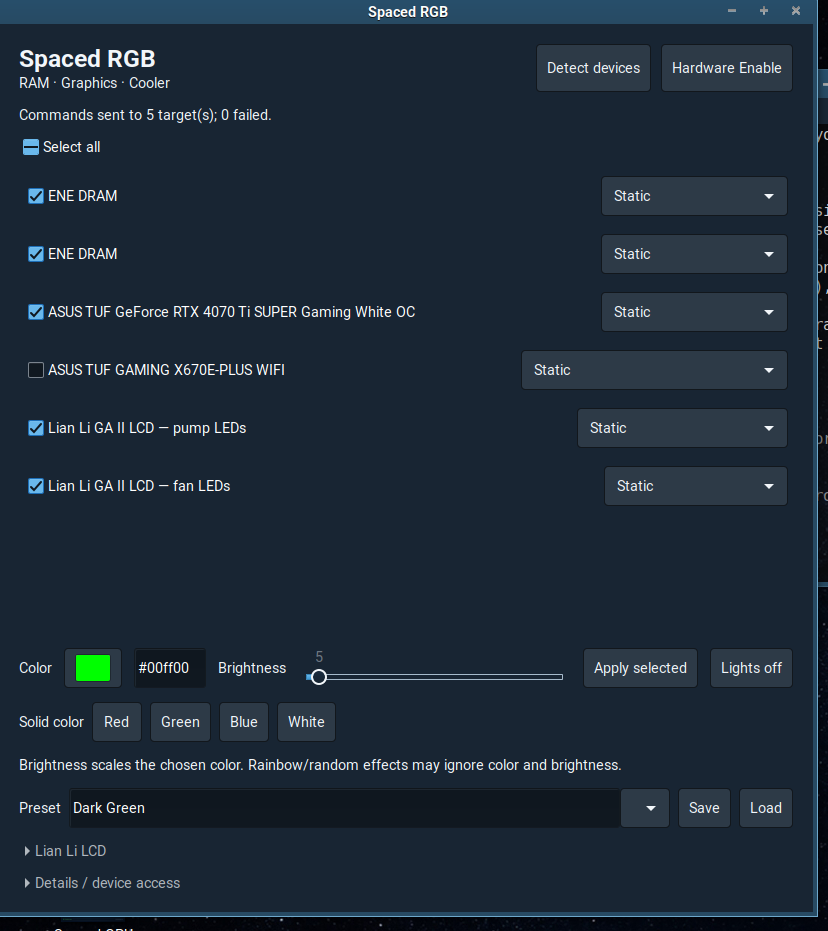 Spaced RGB
Spaced RGB
RAM · Graphics · Cooler
Detect devices
Hardware Enable
Commands sent to 5 target(s); 0 failed.
Select all
ENE DRAM
Static
ENE DRAM
Static
ASUS TUF GeForce RTX 4070 Ti SUPER Gaming White OC
Static
ASUS TUF GAMING X670E-PLUS WIFI
Static
Lian Li GA II LCD — pump LEDs
Static
Lian Li GA II LCD — fan LEDs
Static
Color
#00ff00
Brightness
5
Apply selected
Lights off
Solid color
Red
Green
Blue
White
Brightness scales the chosen color. Rainbow/random effects may ignore color and brightness.
Preset
Dark Green
Save
Load
Lian Li LCD
Details / device access